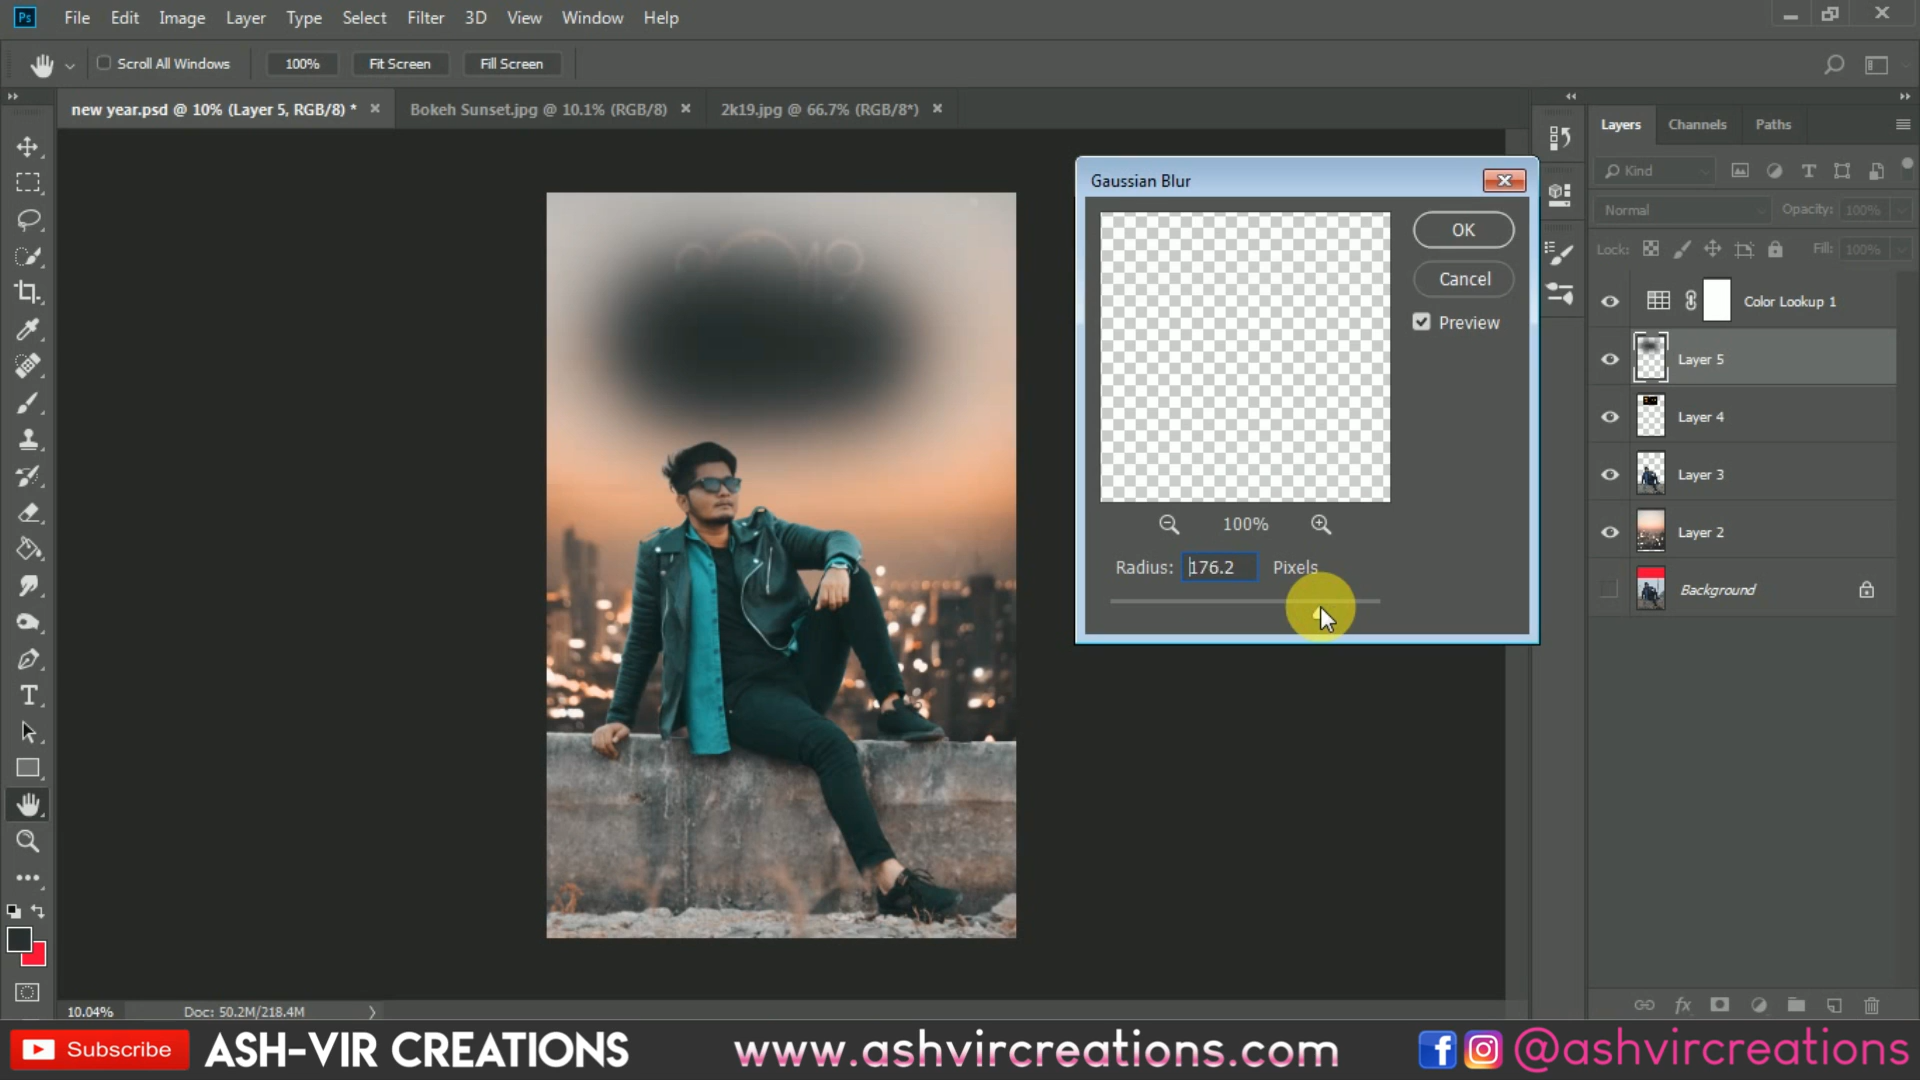 Ps File Edit Image Layer Type Select Filter 3D View Window Help
Scroll All Windows 100% Fit Screen Fill Screen
new year.psd @ 10% (Layer 5, RGB/8) * Bokeh Sunset.jpg @ 10.1% (RGB/8) 2k19.jpg @ 66.7% (RGB/8*)
Layers Channels Paths
Kind
Normal Opacity: 100%
Lock: Fill: 100%
Color Lookup 1
Layer 5
Layer 4
Layer 3
Layer 2
Background
Gaussian Blur
OK
Cancel
Preview
100%
Radius: 176.2 Pixels
10.04% Doc: 50.2M/218.4M
Subscribe ASH-VIR CREATIONS www.ashvircreations.com @ashvircreations